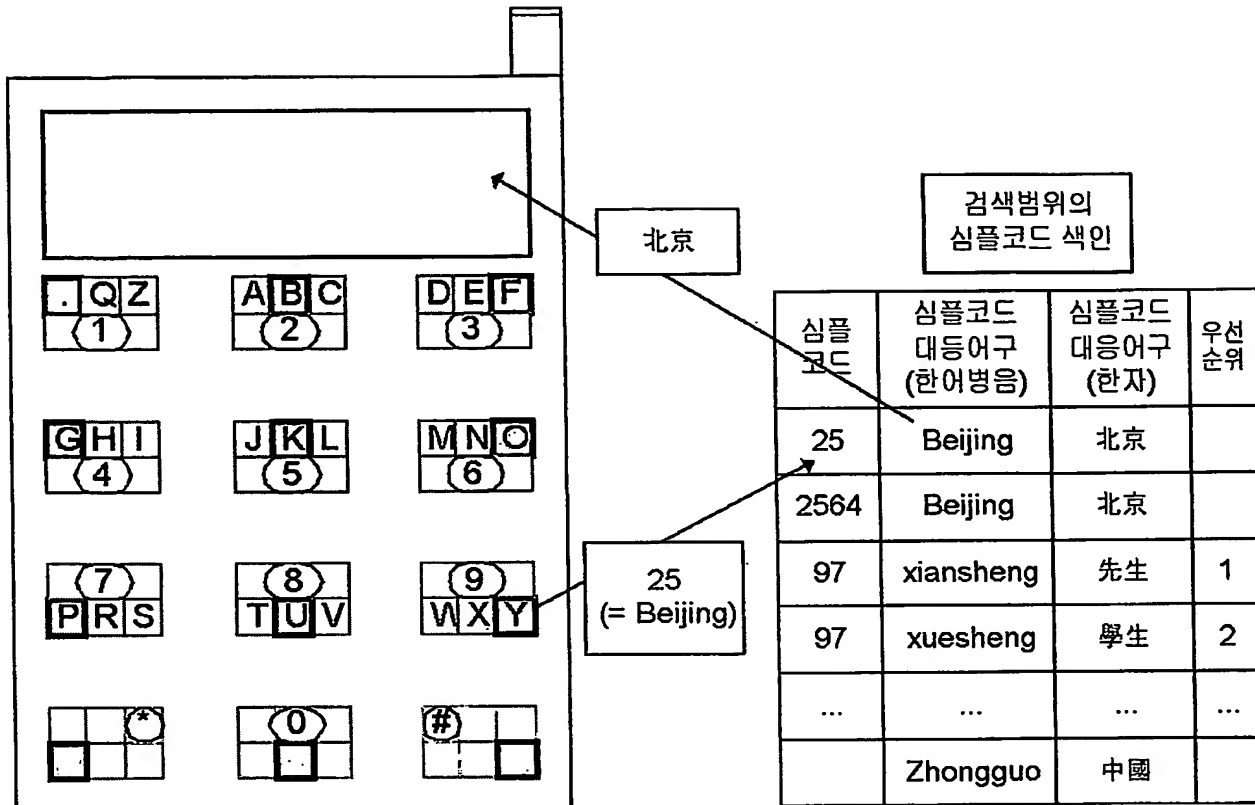 . Q Z
1
A B C
2
D E F
3
G H I
4
J K L
5
M N O
6
7
P R S
8
T U V
9
W X Y
*
0
#
北京
25
(= Beijing)
검색범위의
심플코드 색인
심플
코드
심플코드
대등어구
(한어병음)
심플코드
대응어구
(한자)
우선
순위
25 Beijing 北京
2564 Beijing 北京
97 xiansheng 先生 1
97 xuesheng 學生 2
... ... ... ...
Zhongguo 中國